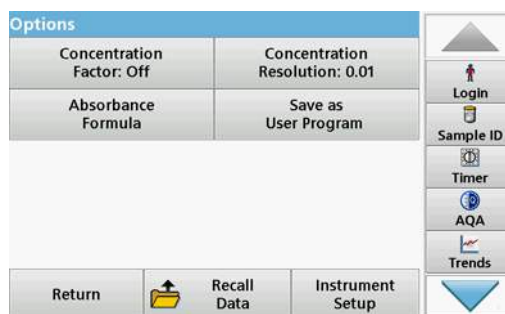 Options
Concentration
Factor: Off
Concentration
Resolution: 0.01
Absorbance
Formula
Save as
User Program
Login
Sample ID
Timer
AQA
Trends
Return
Recall
Data
Instrument
Setup